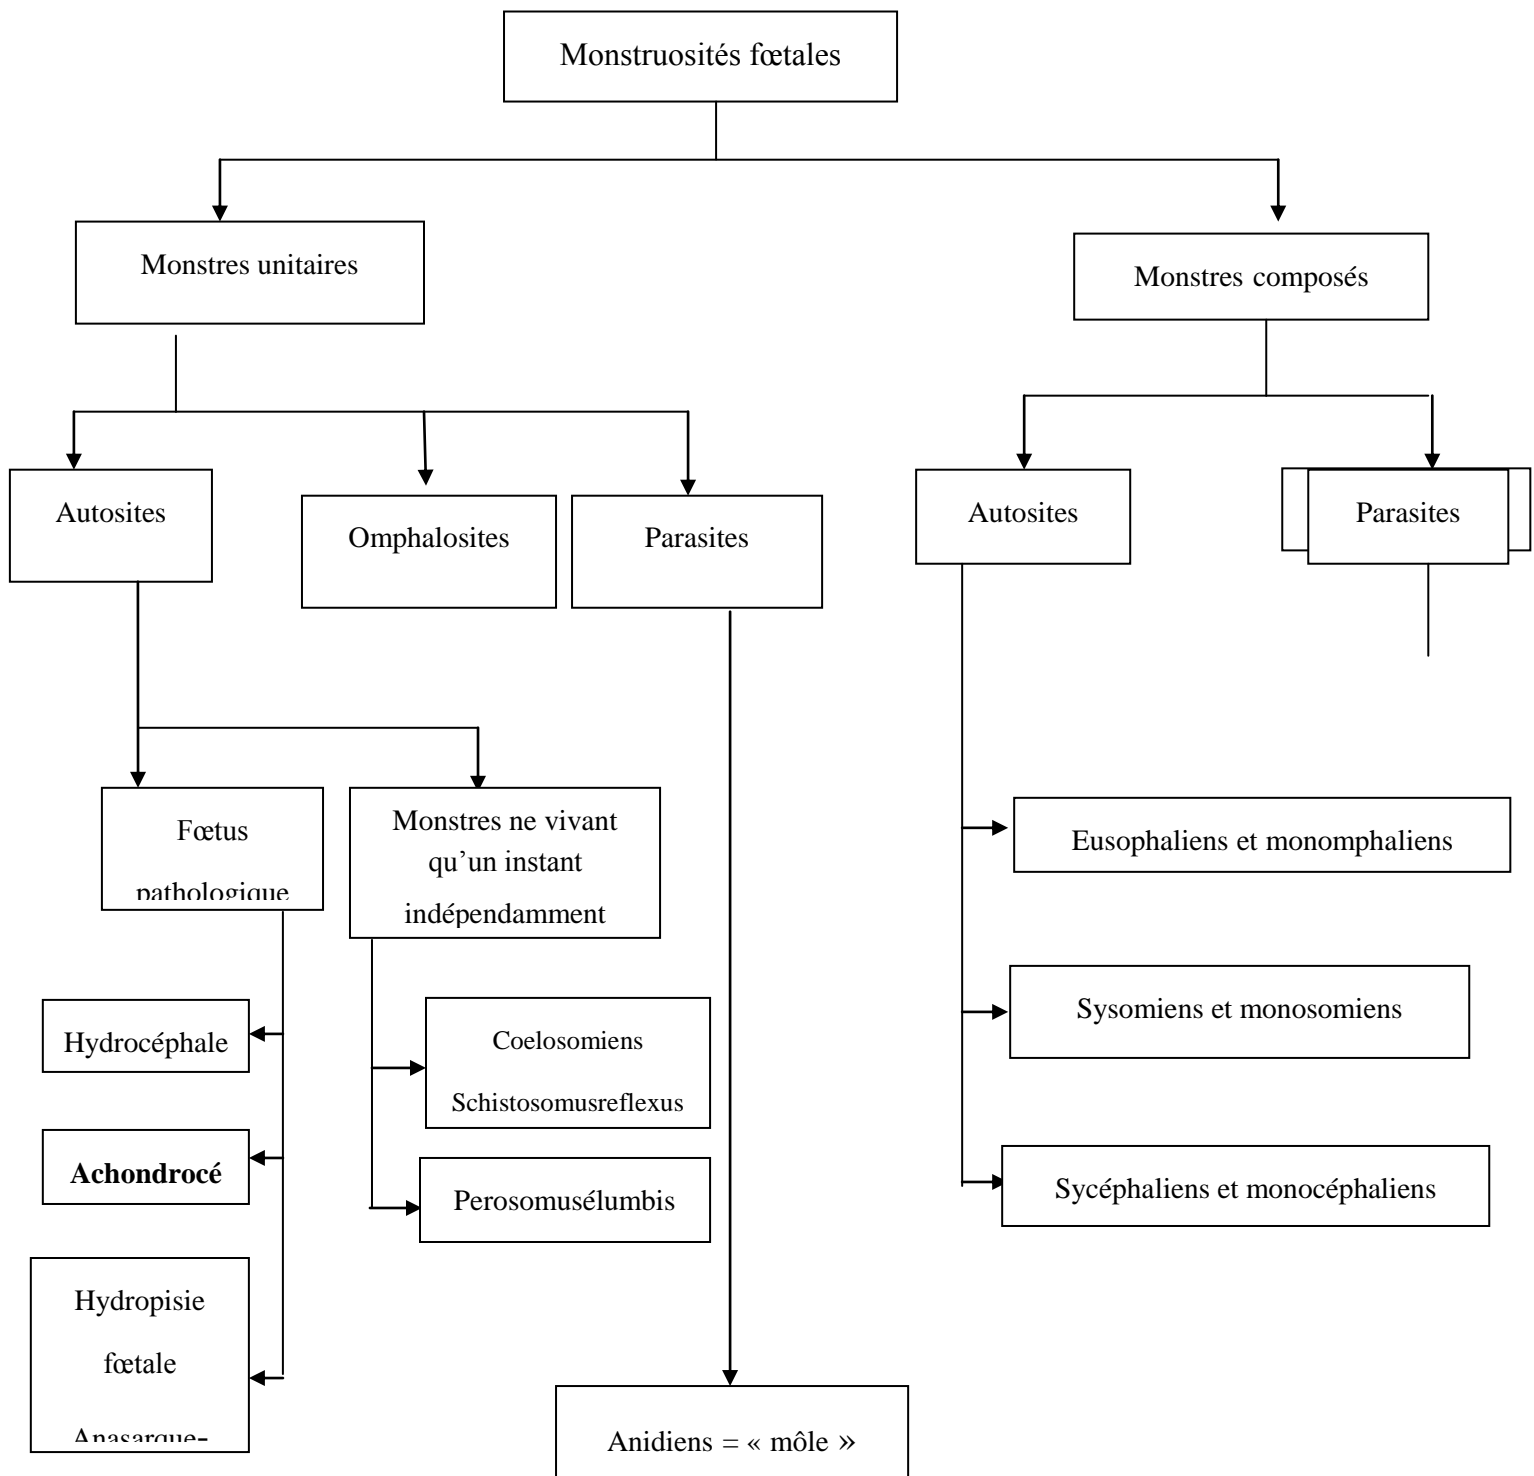 Monstruosités fœtales
Monstres unitaires
Monstres composés
Autosites
Omphalosites
Parasites
Autosites
Parasites
Fœtus
pathologique
Monstres ne vivant
qu’un instant
indépendamment
Eusophaliens et monomphaliens
Hydrocéphale
Coelosomiens
Schistosomusreflexus
Sysomiens et monosomiens
Achondrocé
Perosomusélumbis
Sycéphaliens et monocéphaliens
Hydropisie
fœtale
Anasarque-
Anidiens = « môle »